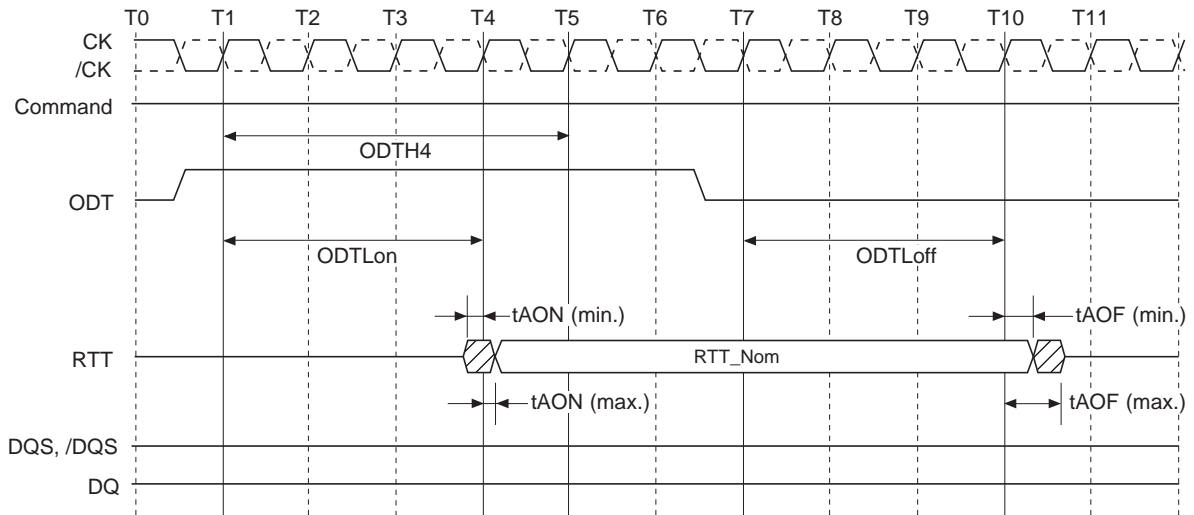 T0 T1 T2 T3 T4 T5 T6 T7 T8 T9 T10 T11
CK
/CK
Command
ODTH4
ODT
ODTLon ODTLoff
tAON (min.) tAOF (min.)
RTT RTT_Nom
tAON (max.) tAOF (max.)
DQS, /DQS
DQ